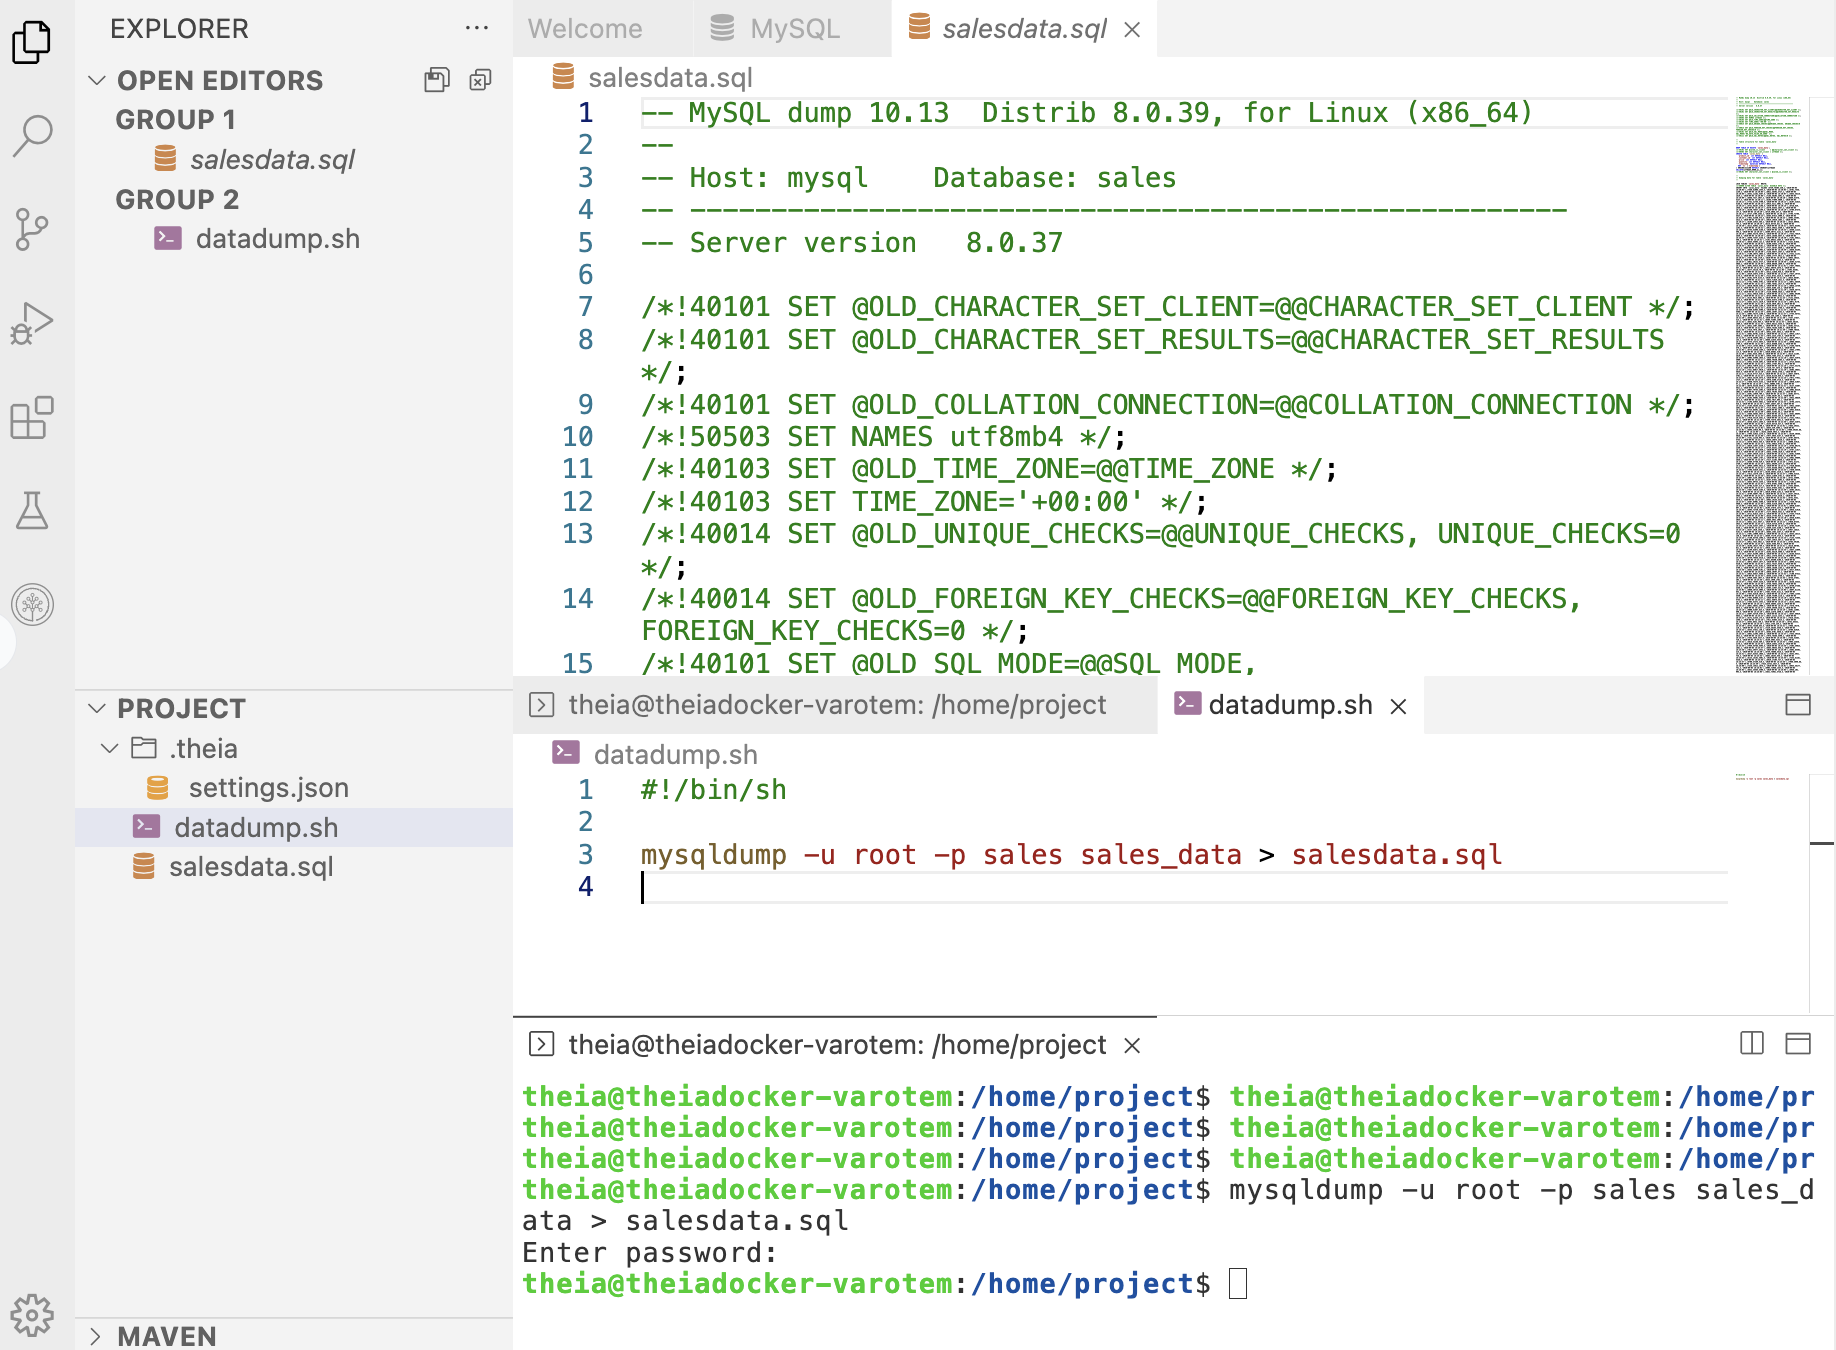 EXPLORER
OPEN EDITORS
GROUP 1
salesdata.sql
GROUP 2
datadump.sh
PROJECT
.theia
settings.json
datadump.sh
salesdata.sql
MAVEN
Welcome
MySQL
salesdata.sql
salesdata.sql
1 -- MySQL dump 10.13  Distrib 8.0.39, for Linux (x86_64)
2 --
3 -- Host: mysql    Database: sales
4 -- ------------------------------------------------------
5 -- Server version   8.0.37
6
7 /*!40101 SET @OLD_CHARACTER_SET_CLIENT=@@CHARACTER_SET_CLIENT */;
8 /*!40101 SET @OLD_CHARACTER_SET_RESULTS=@@CHARACTER_SET_RESULTS
*/;
9 /*!40101 SET @OLD_COLLATION_CONNECTION=@@COLLATION_CONNECTION */;
10 /*!50503 SET NAMES utf8mb4 */;
11 /*!40103 SET @OLD_TIME_ZONE=@@TIME_ZONE */;
12 /*!40103 SET TIME_ZONE='+00:00' */;
13 /*!40014 SET @OLD_UNIQUE_CHECKS=@@UNIQUE_CHECKS, UNIQUE_CHECKS=0
*/;
14 /*!40014 SET @OLD_FOREIGN_KEY_CHECKS=@@FOREIGN_KEY_CHECKS,
FOREIGN_KEY_CHECKS=0 */;
15 /*!40101 SET @OLD_SQL_MODE=@@SQL_MODE,
theia@theiadocker-varotem: /home/project
datadump.sh
datadump.sh
1 #!/bin/sh
2
3 mysqldump -u root -p sales sales_data > salesdata.sql
4
theia@theiadocker-varotem: /home/project
theia@theiadocker-varotem:/home/project$ theia@theiadocker-varotem:/home/pr
theia@theiadocker-varotem:/home/project$ theia@theiadocker-varotem:/home/pr
theia@theiadocker-varotem:/home/project$ theia@theiadocker-varotem:/home/pr
theia@theiadocker-varotem:/home/project$ mysqldump -u root -p sales sales_d
ata > salesdata.sql
Enter password:
theia@theiadocker-varotem:/home/project$